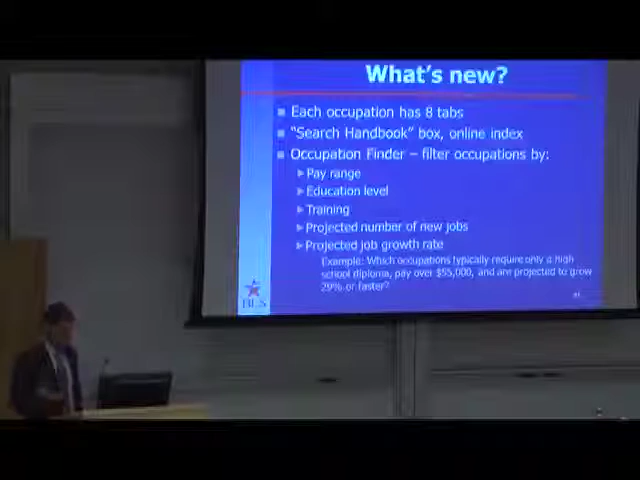 What's new?
Each occupation has 8 tabs
"Search Handbook" box, online index
Occupation Finder – filter occupations by:
Pay range
Education level
Training
Projected number of new jobs
Projected job growth rate
Example: Which occupations typically require only a high
school diploma, pay over $55,000, and are projected to grow
29% or faster?
BLS